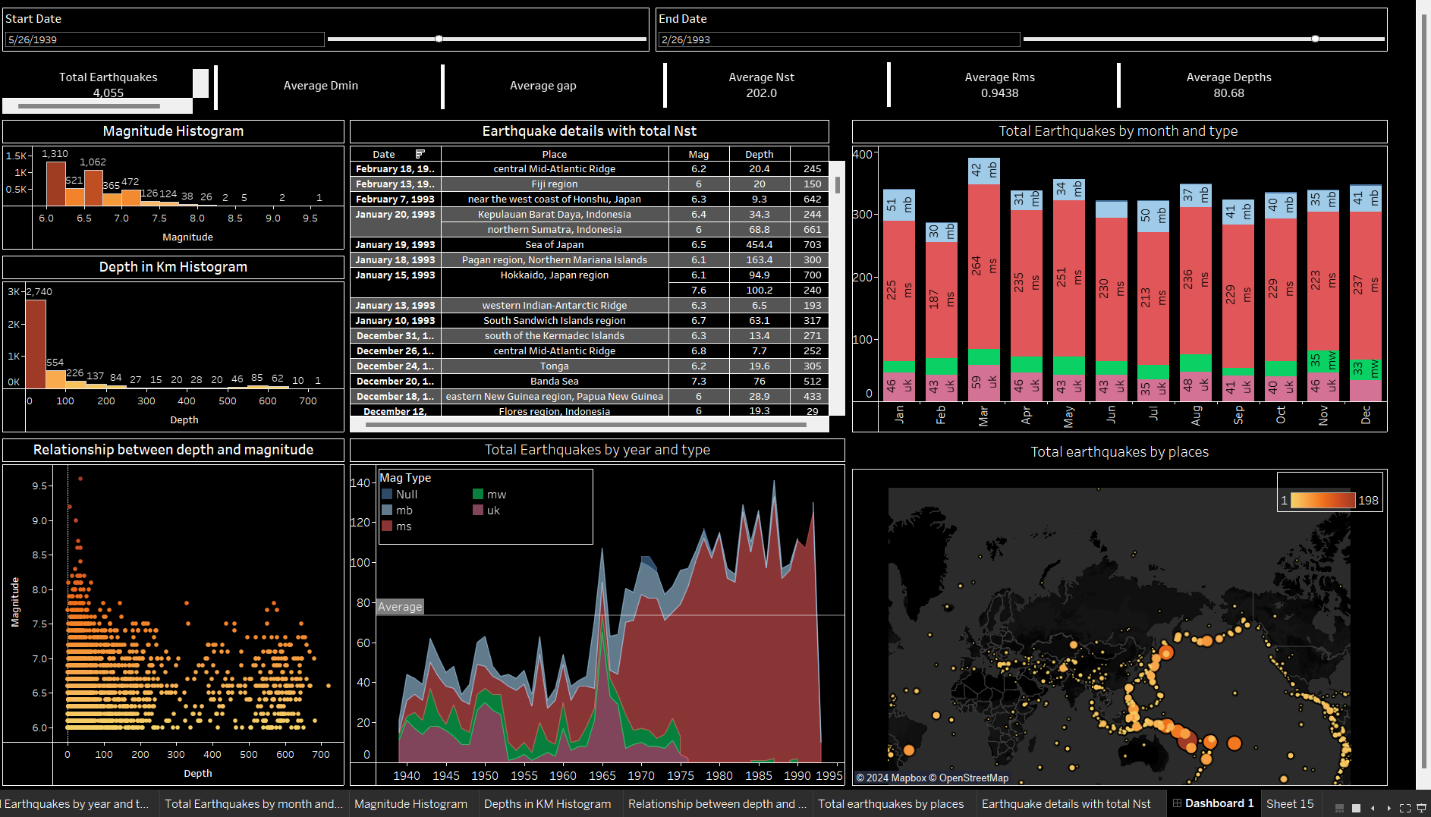 Start Date
5/26/1939
End Date
2/26/1993
Total Earthquakes
4,055
Average Dmin
Average gap
Average Nst
202.0
Average Rms
0.9438
Average Depths
80.68
Magnitude Histogram
1.5K
1K
0.5K
1,310
521
1,062
365
472
126
124
38
26
2
5
2
1
6.0 6.5 7.0 7.5 8.0 8.5 9.0 9.5
Magnitude
Depth in Km Histogram
3K
2K
1K
0K
2,740
554
226
137
84
27
15
20
28
20
46
85
62
10
1
0 100 200 300 400 500 600 700
Depth
Earthquake details with total Nst
Date Place Mag Depth
February 18, 19.. central Mid-Atlantic Ridge 6.2 20.4 245
February 13, 19.. Fiji region 6 20 150
February 7, 1993 near the west coast of Honshu, Japan 6.3 9.3 642
January 20, 1993 Kepulauan Barat Daya, Indonesia 6.4 34.3 244
northern Sumatra, Indonesia 6 68.8 661
January 19, 1993 Sea of Japan 6.5 454.4 703
January 18, 1993 Pagan region, Northern Mariana Islands 6.1 163.4 300
January 15, 1993 Hokkaido, Japan region 6.1 94.9 700
7.6 100.2 240
January 13, 1993 western Indian-Antarctic Ridge 6.3 6.5 193
January 10, 1993 South Sandwich Islands region 6.7 63.1 317
December 31, 1.. south of the Kermadec Islands 6.3 13.4 271
December 26, 1.. central Mid-Atlantic Ridge 6.8 7.7 252
December 24, 1.. Tonga 6.2 19.6 305
December 20, 1.. Banda Sea 7.3 76 512
December 18, 1.. eastern New Guinea region, Papua New Guinea 6 28.9 433
December 12, Flores region, Indonesia 6 19.3 29
Total Earthquakes by month and type
400
300
200
100
0
51 mb
225 ms
46 uk
30 mb
187 ms
43 uk
42 mb
264 ms
59 uk
31 mb
235 ms
46 uk
34 mb
251 ms
43 uk
230 ms
43 uk
50 mb
213 ms
35 uk
37 mb
236 ms
48 uk
41 mb
229 ms
41 uk
40 mb
229 ms
40 uk
35 mb
223 ms
35 mw
46 uk
41 mb
237 ms
33 mw
Jan Feb Mar Apr May Jun Jul Aug Sep Oct Nov Dec
Relationship between depth and magnitude
9.5
9.0
8.5
8.0
7.5
7.0
6.5
6.0
Magnitude
0 100 200 300 400 500 600 700
Depth
Total Earthquakes by year and type
Mag Type
Null mw
mb uk
ms
140
120
100
80
60
40
20
0
Average
1940 1945 1950 1955 1960 1965 1970 1975 1980 1985 1990 1995
Total earthquakes by places
1 198
© 2024 Mapbox © OpenStreetMap
l Earthquakes by year and t...
Total Earthquakes by month and...
Magnitude Histogram
Depths in KM Histogram
Relationship between depth and ...
Total earthquakes by places
Earthquake details with total Nst
Dashboard 1
Sheet 15